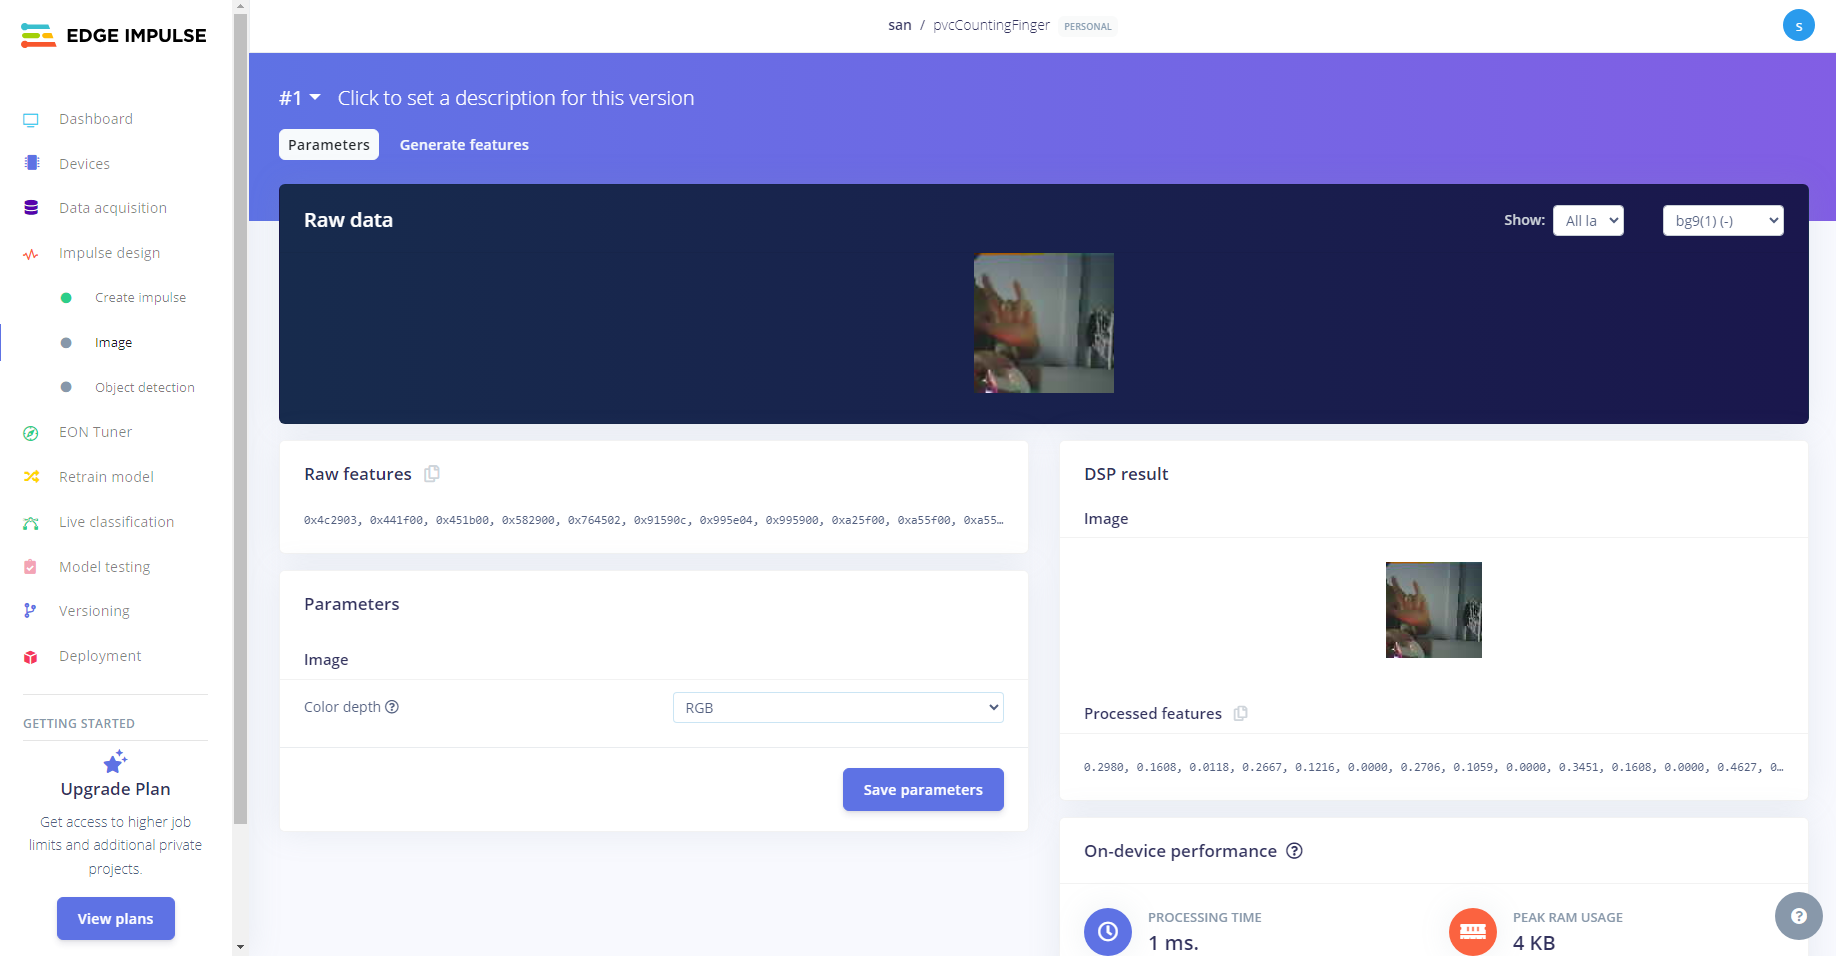 EDGE IMPULSE
san / pvcCountingFinger PERSONAL
s
Dashboard
Devices
Data acquisition
Impulse design
Create impulse
Image
Object detection
EON Tuner
Retrain model
Live classification
Model testing
Versioning
Deployment
GETTING STARTED
Upgrade Plan
Get access to higher job
limits and additional private
projects.
View plans
#1 Click to set a description for this version
Parameters Generate features
Raw data
Show: All la bg9(1) (-)
Raw features
0x4c2903, 0x441f00, 0x451b00, 0x582900, 0x764502, 0x91590c, 0x995e04, 0x995900, 0xa25f00, 0xa55f00, 0xa55…
Parameters
Image
Color depth RGB
Save parameters
DSP result
Image
Processed features
0.2980, 0.1608, 0.0118, 0.2667, 0.1216, 0.0000, 0.2706, 0.1059, 0.0000, 0.3451, 0.1608, 0.0000, 0.4627, 0…
On-device performance
PROCESSING TIME
1 ms.
PEAK RAM USAGE
4 KB